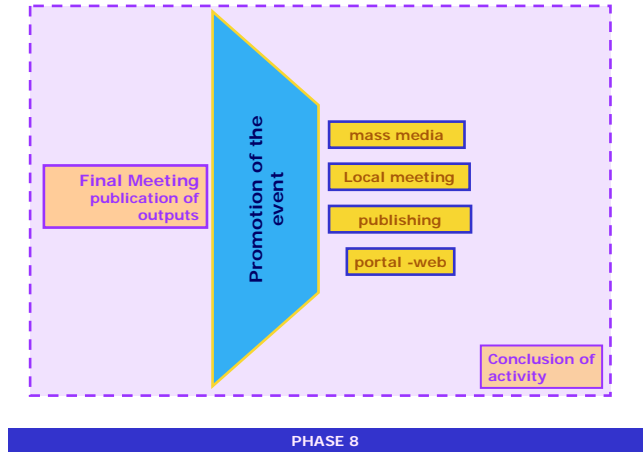 Final Meeting
publication of
outputs
Promotion of the
event
mass media
Local meeting
publishing
portal -web
Conclusion of
activity
PHASE 8